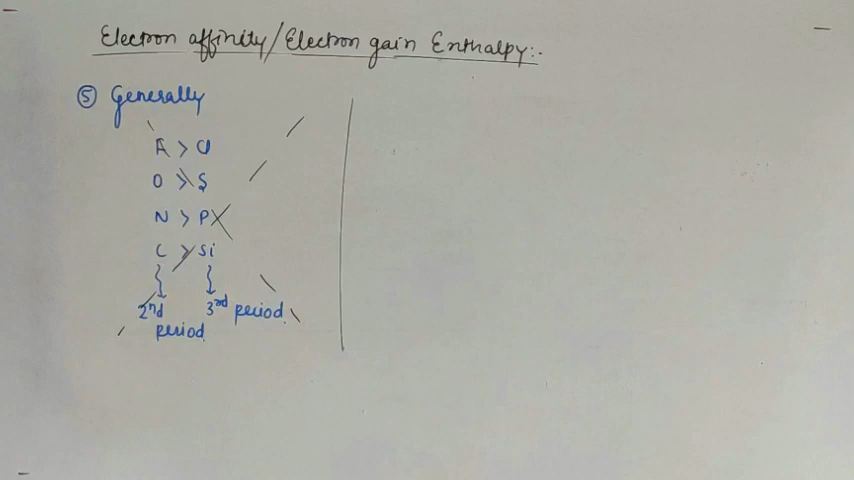 Electron affinity/Electron gain Enthalpy:-
⑤ Generally
F > Cl
O > S
N > P
C > Si
2nd period
3rd period